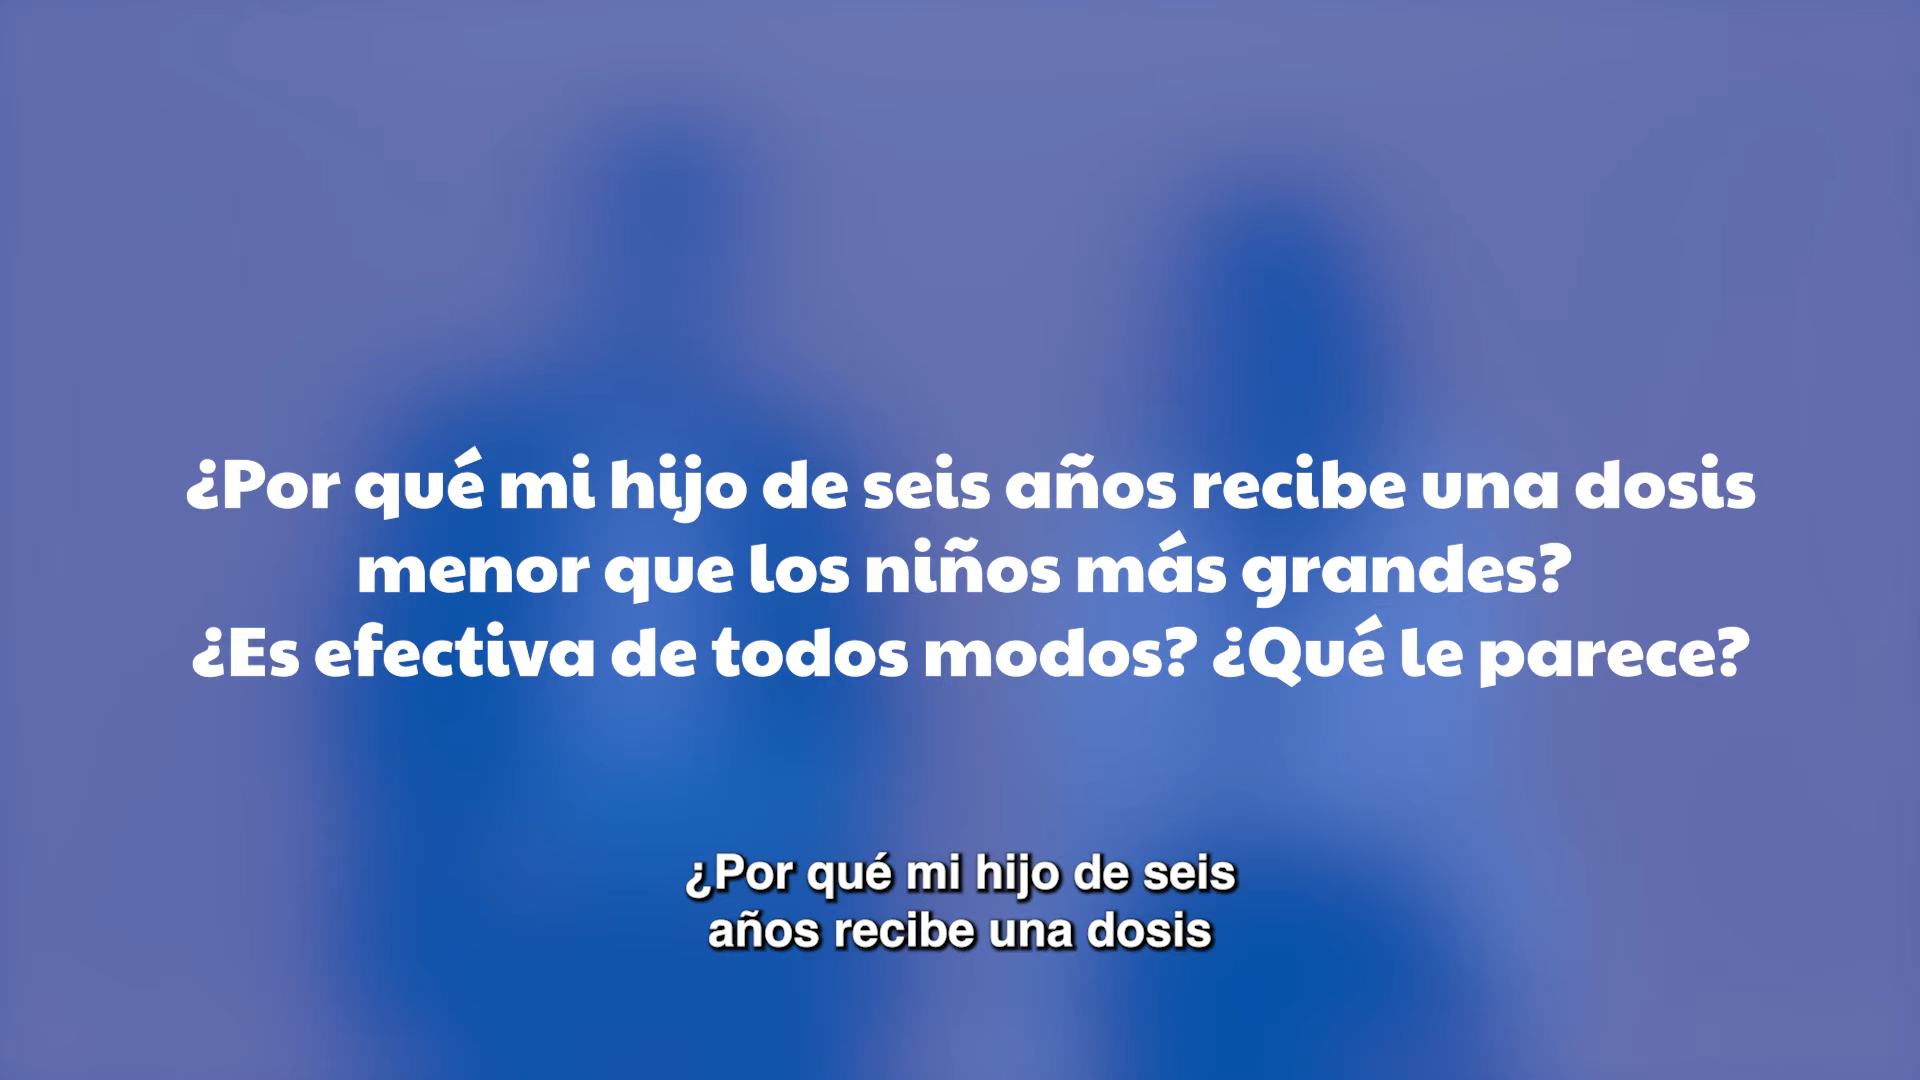 ¿Por qué mi hijo de seis años recibe una dosis
menor que los niños más grandes?
¿Es efectiva de todos modos? ¿Qué le parece?
¿Por qué mi hijo de seis
años recibe una dosis